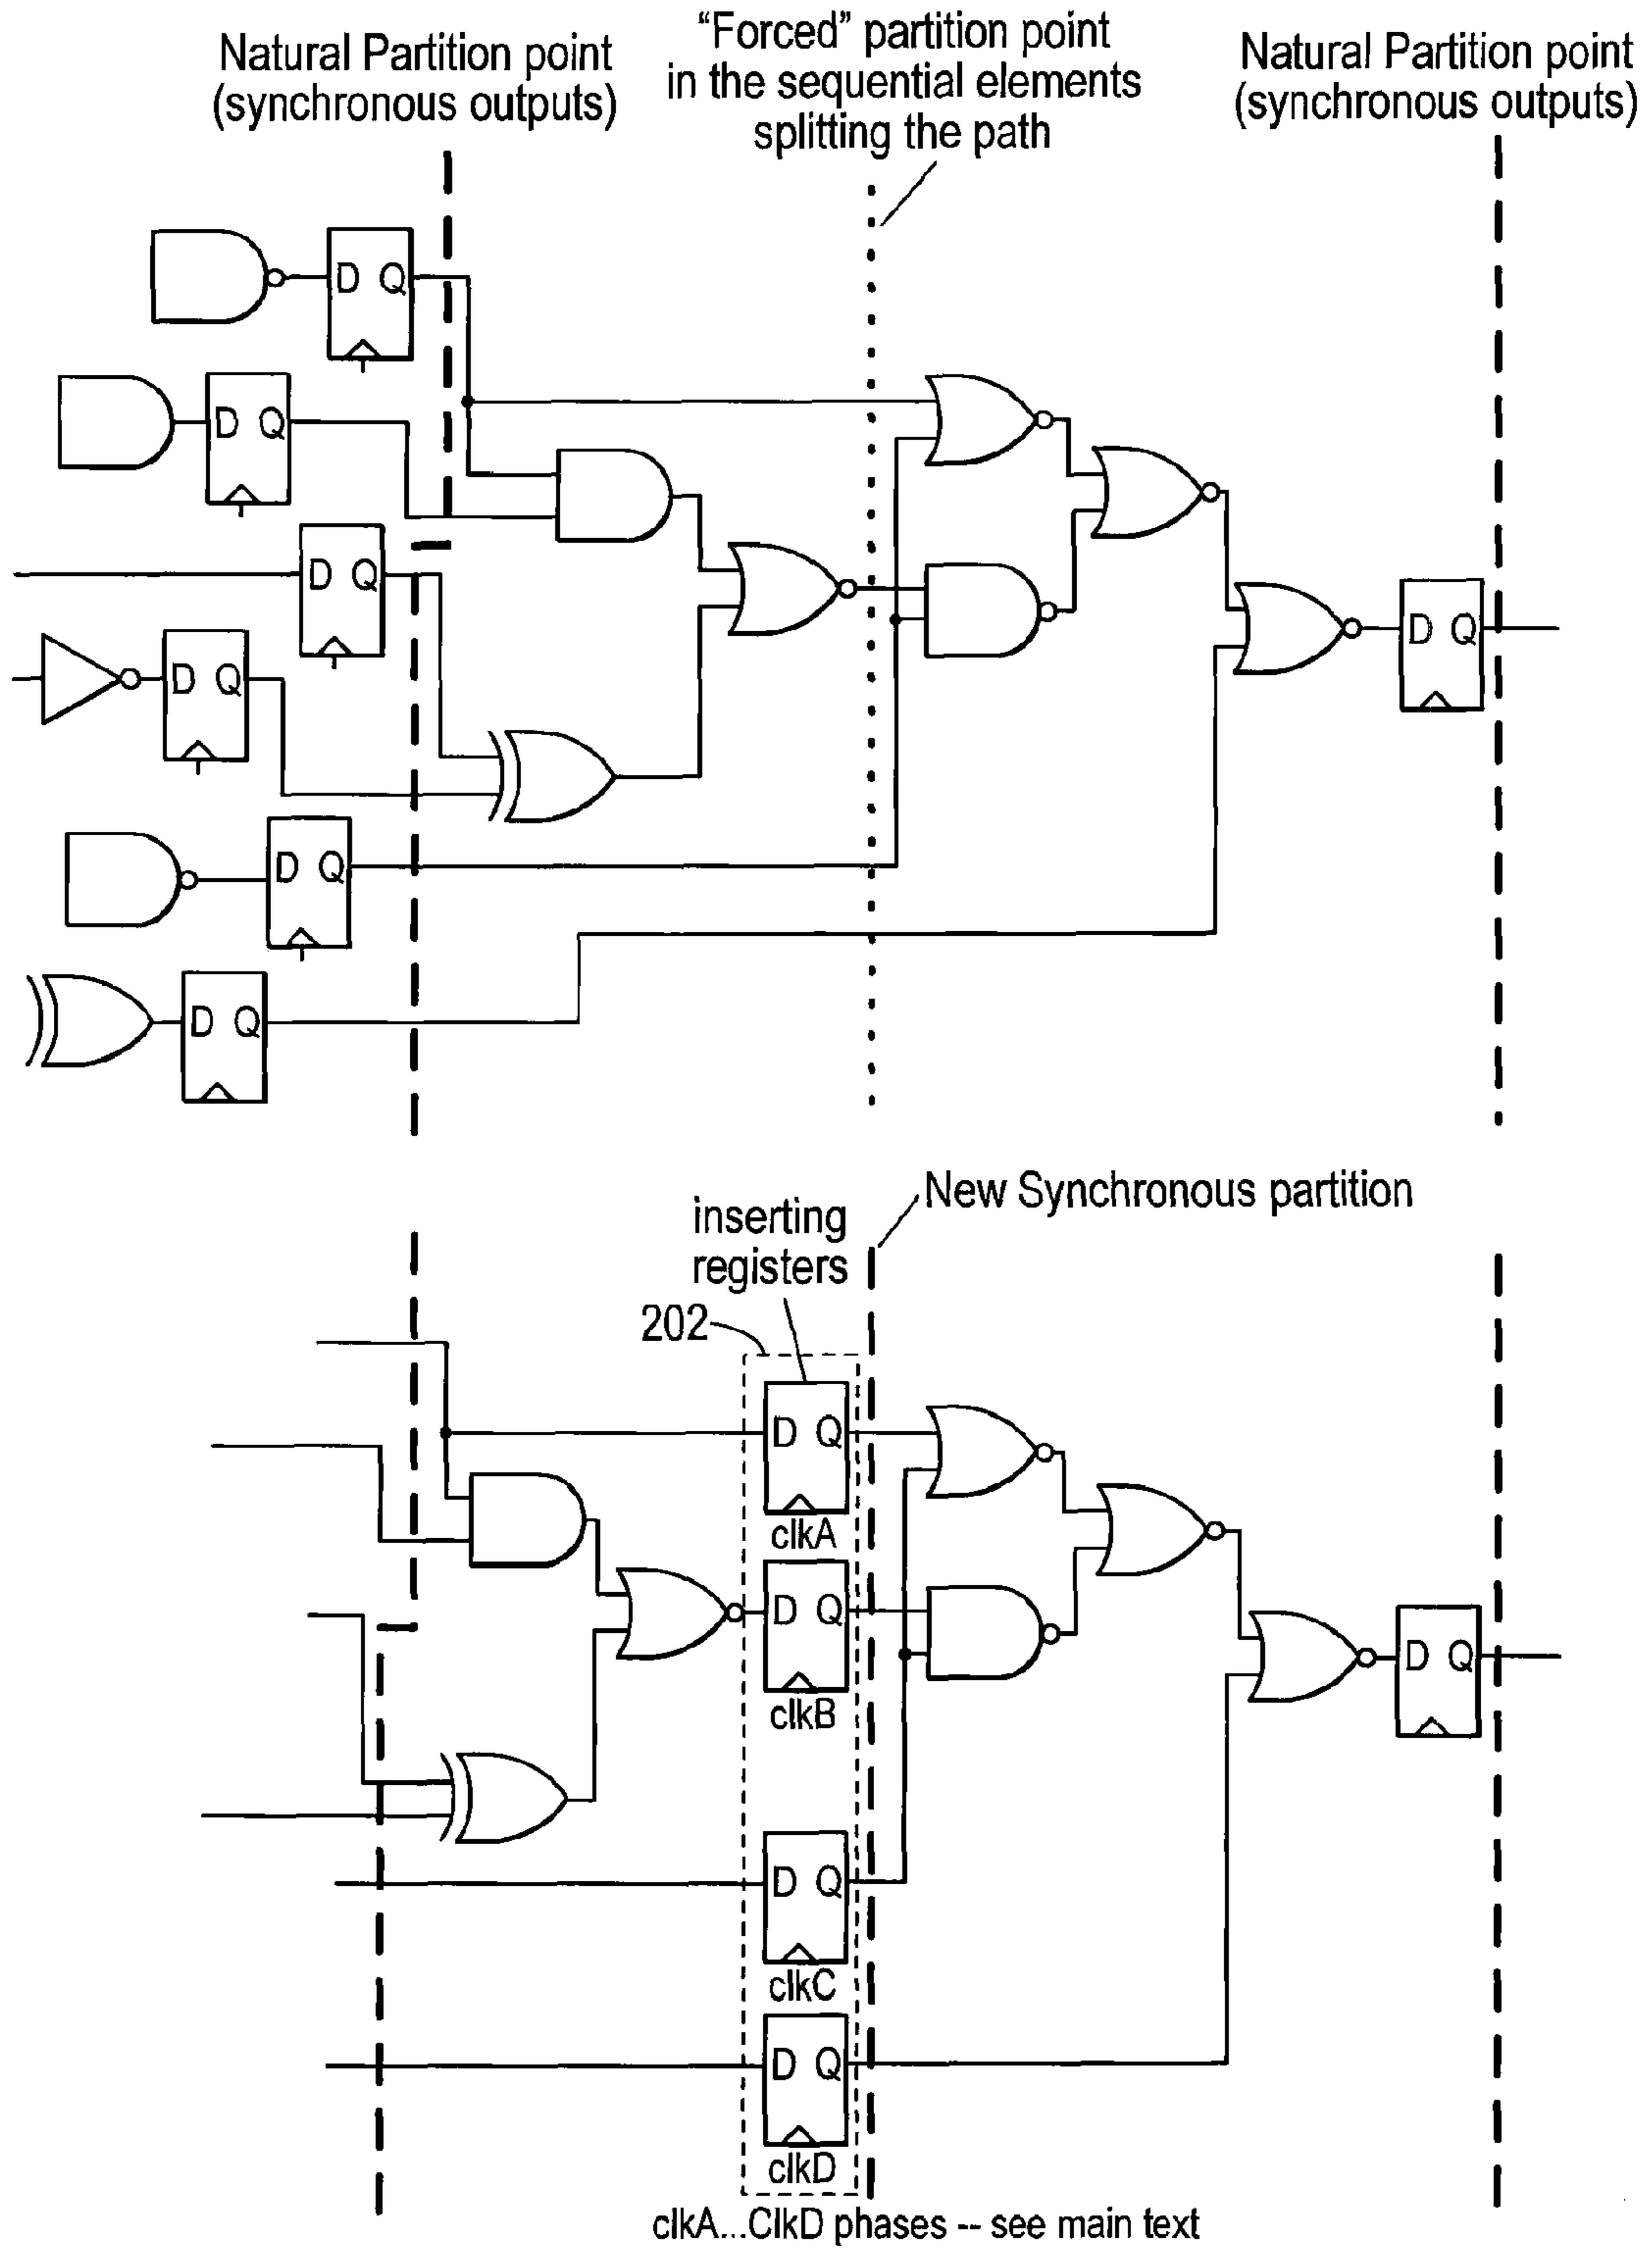 Natural Partition point
(synchronous outputs)
“Forced” partition point
in the sequential elements
splitting the path
Natural Partition point
(synchronous outputs)
D Q
D Q
D Q
D Q
D Q
D Q
D Q
New Synchronous partition
inserting
registers
202
D Q
clkA
D Q
clkB
D Q
D Q
clkC
D Q
clkD
clkA...ClkD phases -- see main text